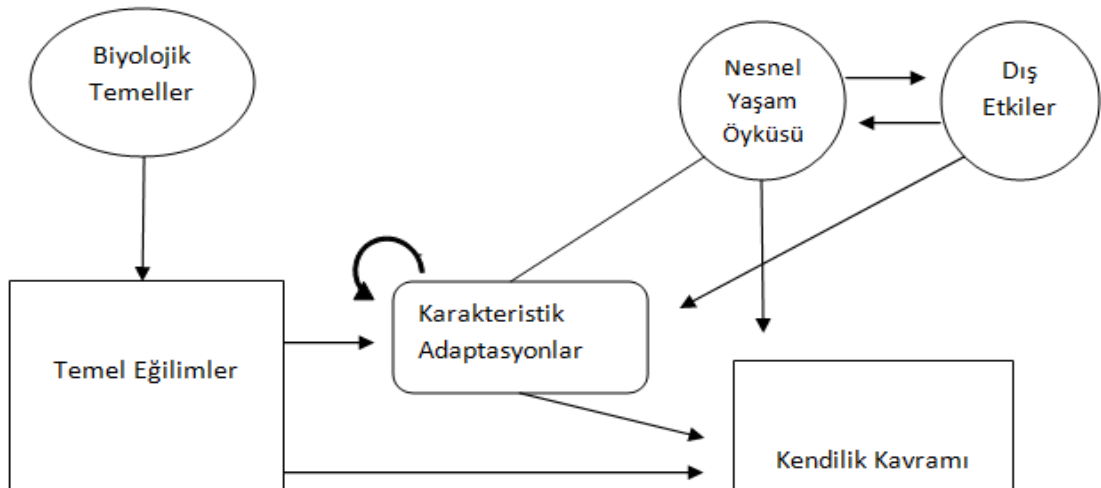 Biyolojik
Temeller
Nesnel
Yaşam
Öyküsü
Dış
Etkiler
Karakteristik
Adaptasyonlar
Temel Eğilimler
Kendilik Kavramı